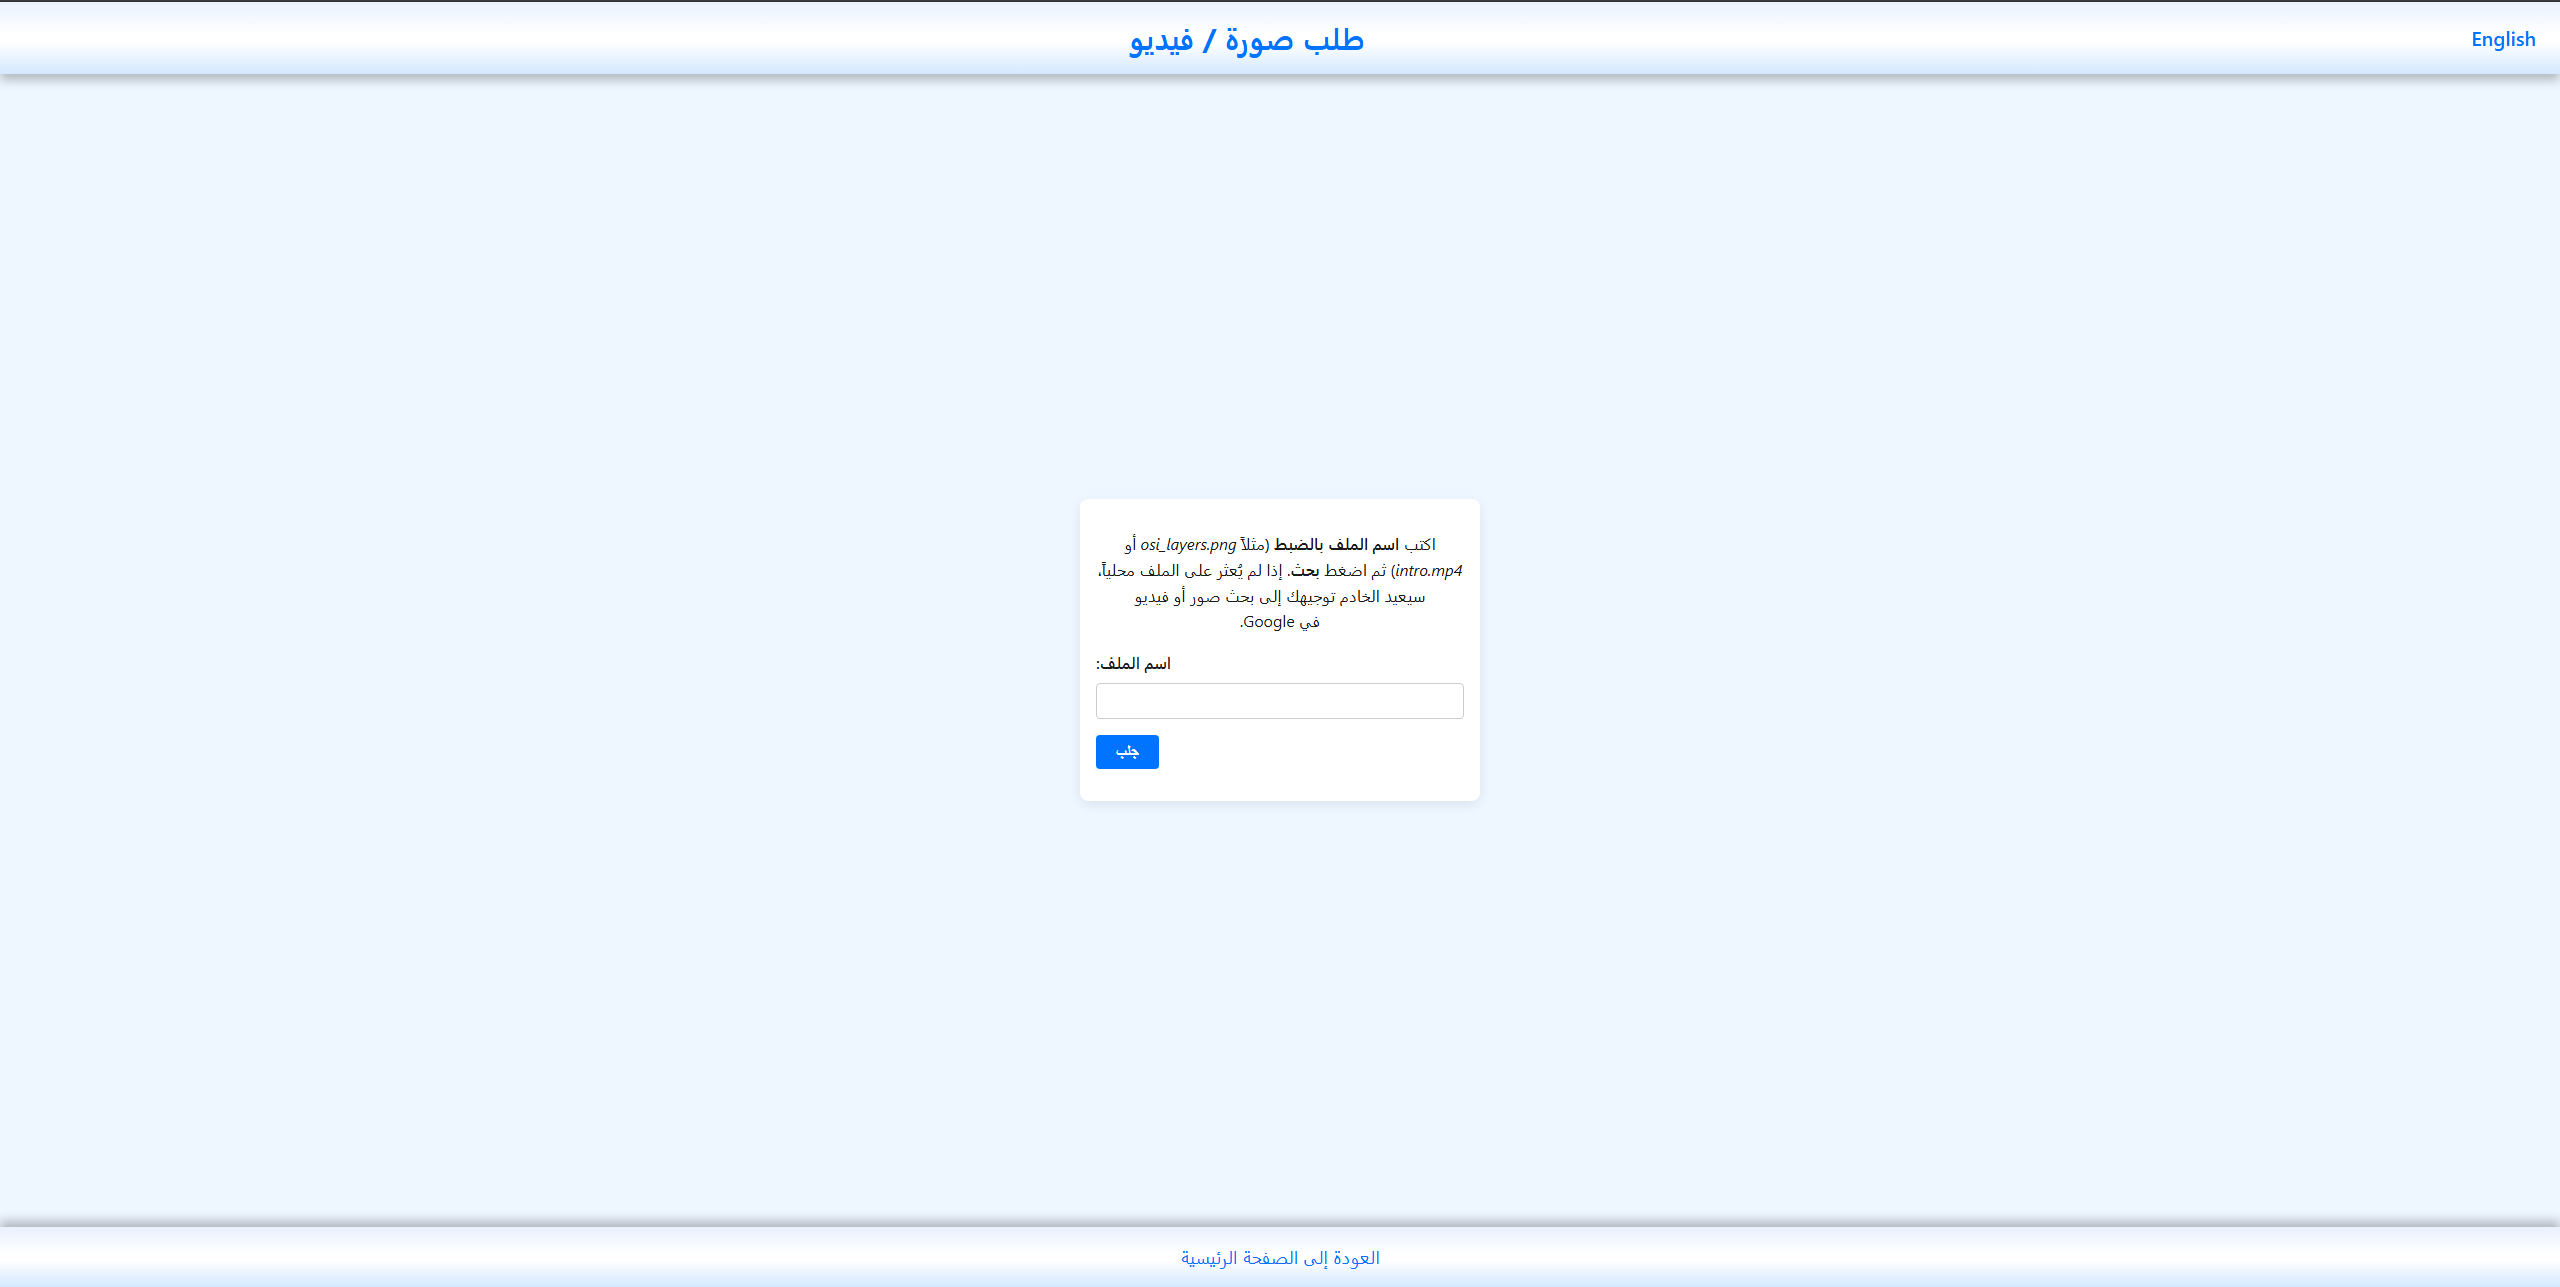 English
طلب صورة / فيديو
اكتب اسم الملف بالضبط (مثلاً osi_layers.png أو
intro.mp4) ثم اضغط بحث. إذا لم يُعثر على الملف محلياً،
سيعيد الخادم توجيهك إلى بحث صور أو فيديو
في Google.
اسم الملف:
جلب
العودة إلى الصفحة الرئيسية